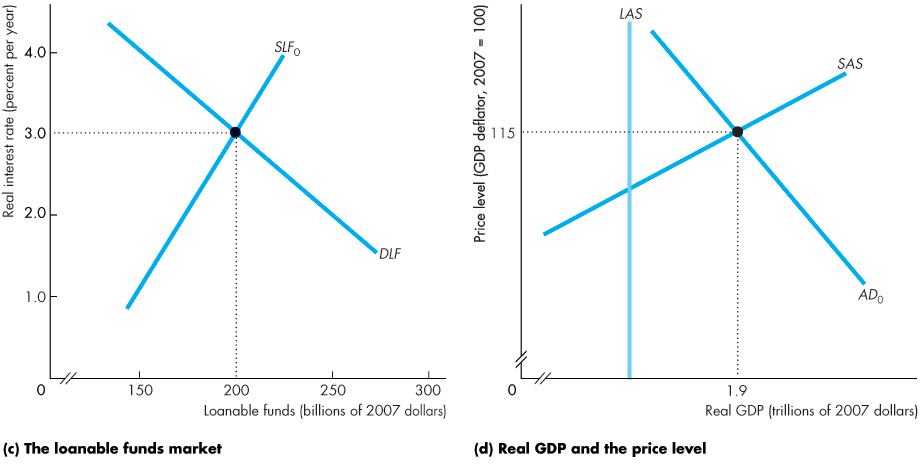 Real interest rate (percent per year)
4.0
3.0
2.0
1.0
0
150
200
250
300
SLF0
DLF
Loanable funds (billions of 2007 dollars)
(c) The loanable funds market
Price level (GDP deflator, 2007 = 100)
115
0
1.9
LAS
SAS
AD0
Real GDP (trillions of 2007 dollars)
(d) Real GDP and the price level